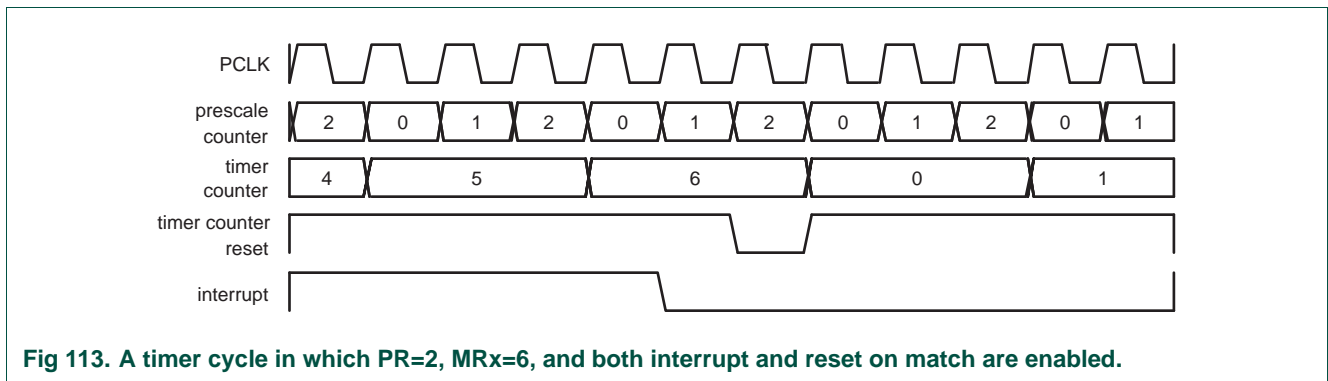 PCLK
prescale
counter
2 0 1 2 0 1 2 0 1 2 0 1
timer
counter
4 5 6 0 1
timer counter
reset
interrupt
Fig 113. A timer cycle in which PR=2, MRx=6, and both interrupt and reset on match are enabled.